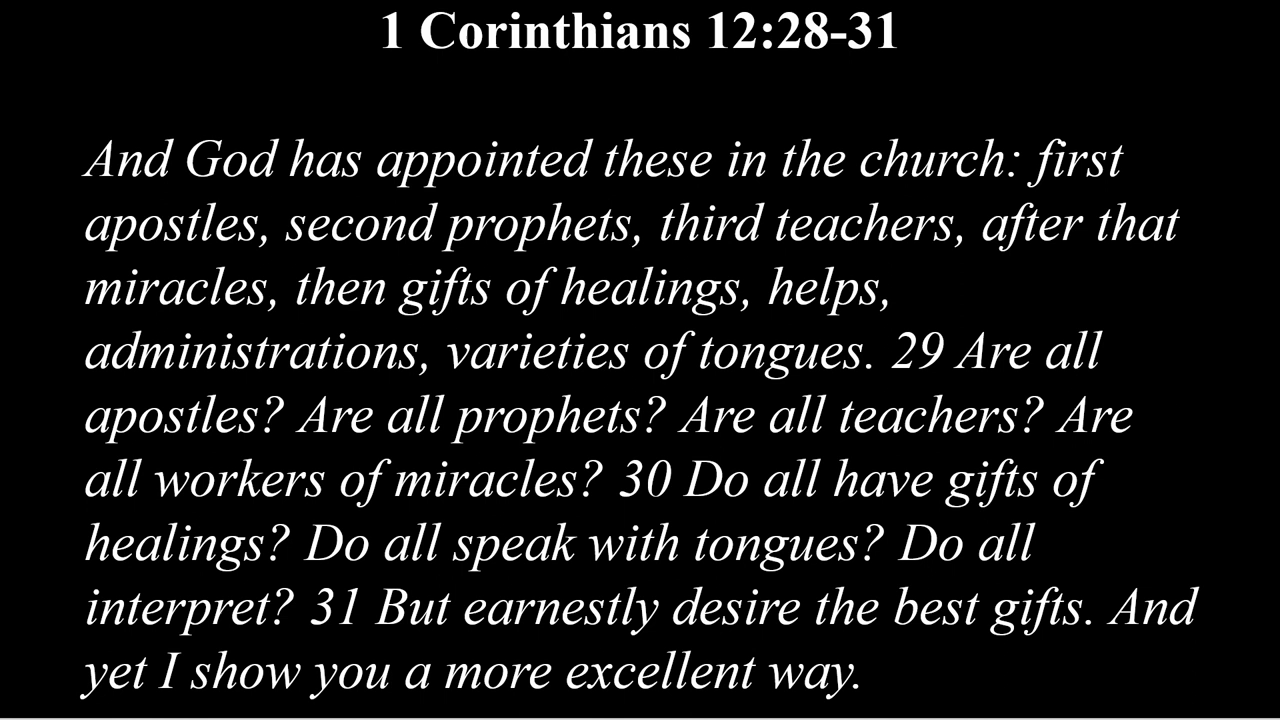 1 Corinthians 12:28-31
And God has appointed these in the church: first
apostles, second prophets, third teachers, after that
miracles, then gifts of healings, helps,
administrations, varieties of tongues. 29 Are all
apostles? Are all prophets? Are all teachers? Are
all workers of miracles? 30 Do all have gifts of
healings? Do all speak with tongues? Do all
interpret? 31 But earnestly desire the best gifts. And
yet I show you a more excellent way.